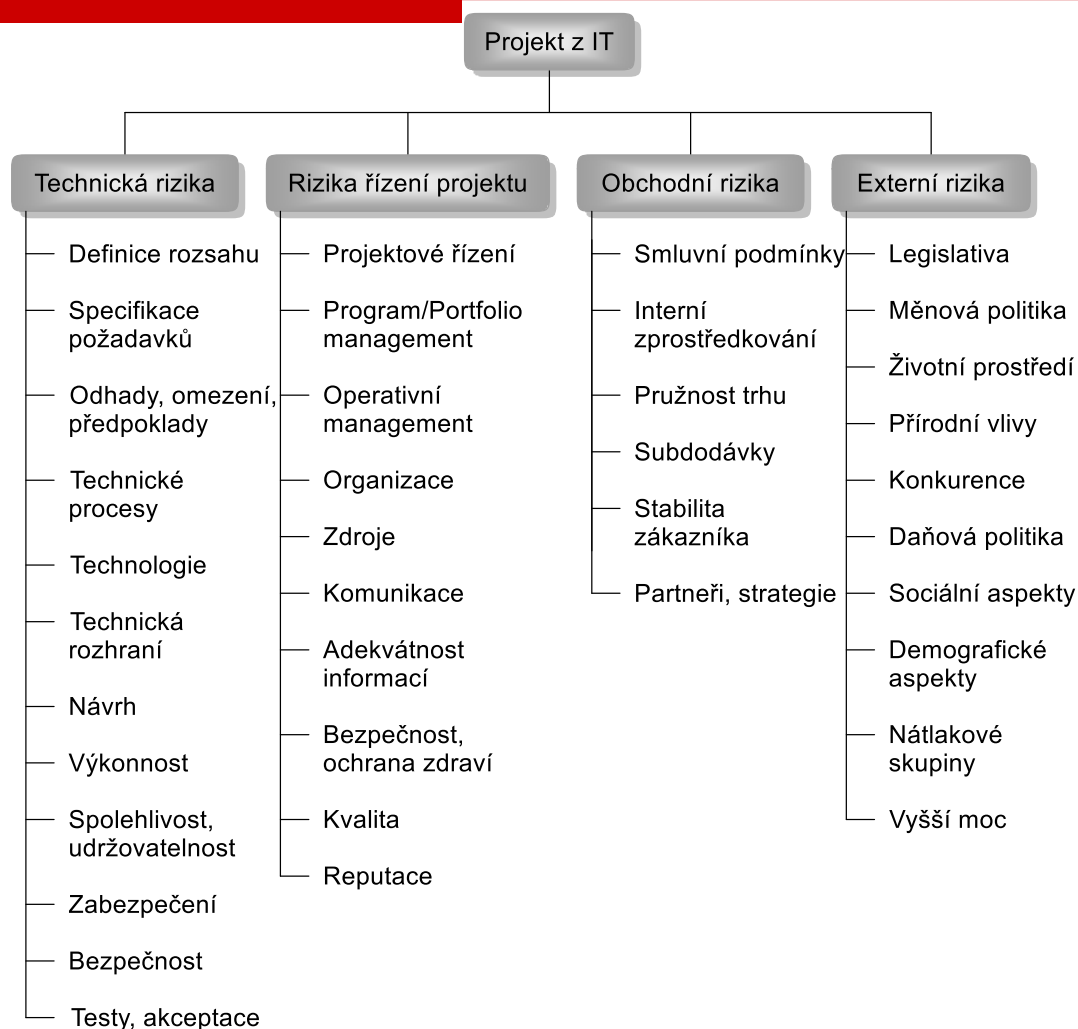 Projekt z IT
Technická rizika
Definice rozsahu
Specifikace
požadavků
Odhady, omezení,
předpoklady
Technické
procesy
Technologie
Technická
rozhraní
Návrh
Výkonnost
Spolehlivost,
udržovatelnost
Zabezpečení
Bezpečnost
Testy, akceptace
Rizika řízení projektu
Projektové řízení
Program/Portfolio
management
Operativní
management
Organizace
Zdroje
Komunikace
Adekvátnost
informací
Bezpečnost,
ochrana zdraví
Kvalita
Reputace
Obchodní rizika
Smluvní podmínky
Interní
zprostředkování
Pružnost trhu
Subdodávky
Stabilita
zákazníka
Partneři, strategie
Externí rizika
Legislativa
Měnová politika
Životní prostředí
Přírodní vlivy
Konkurence
Daňová politika
Sociální aspekty
Demografické
aspekty
Nátlakové
skupiny
Vyšší moc